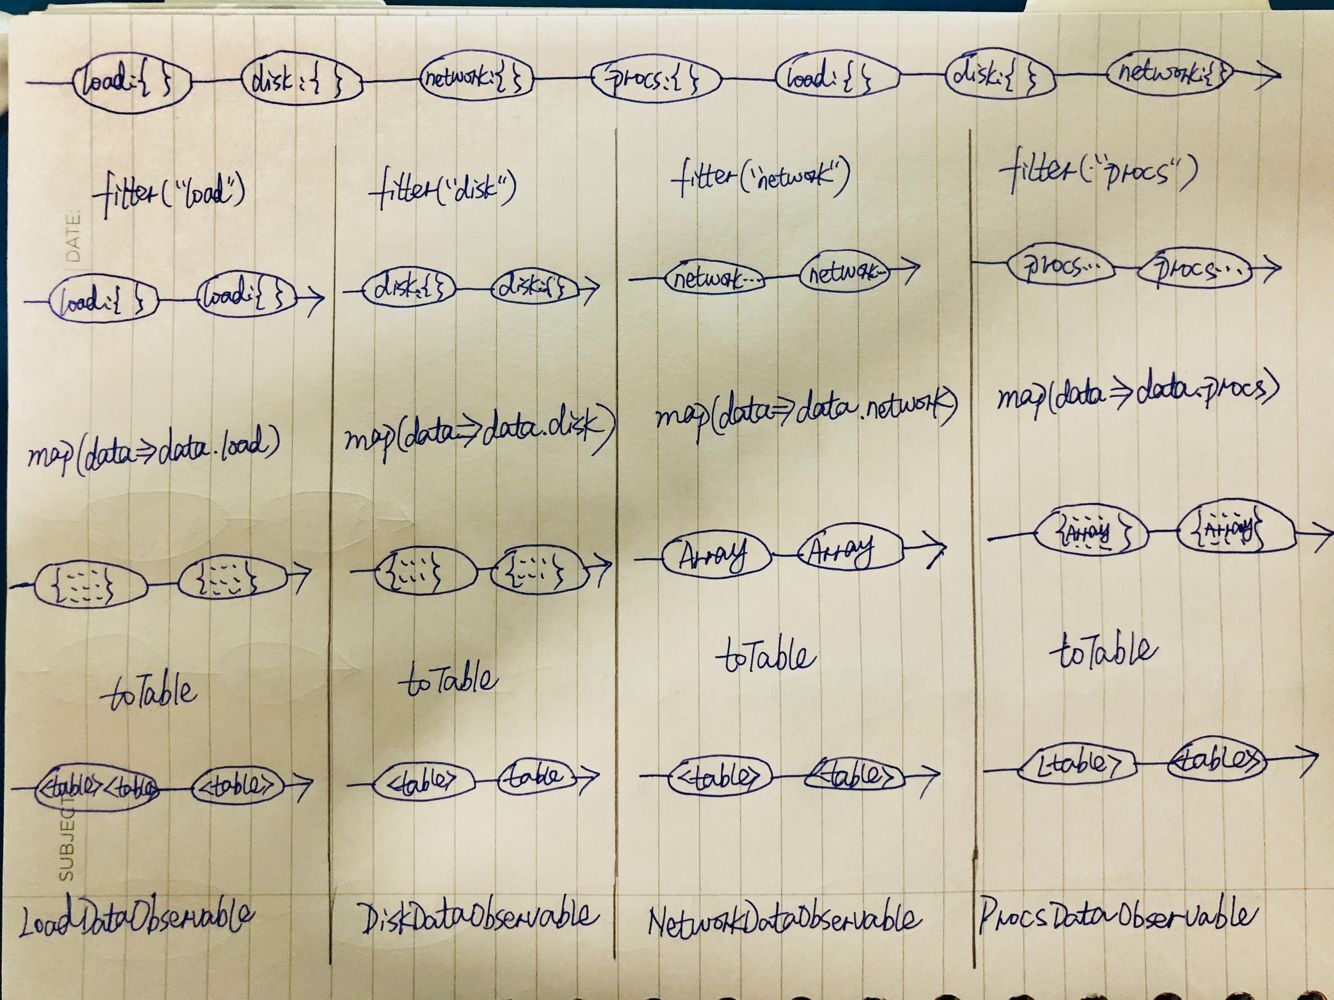 load:{ } disk:{ } network:{ } procs:{ } load:{ } disk:{ } network:{}
filter("load") filter("disk") filter("network") filter("procs")
DATE:
load:{ } load:{ } disk:{} disk:{} network... network.. procs... procs...
map(data=>data.load) map(data=>data.disk) map(data=>data.network) map(data=>data.procs)
{ } { } { } { } Array Array {Array} {Array}
toTable toTable toTable toTable
<table><table> <table> <table> table <table> <table> <table> <table>
SUBJECT
LoadDataObservable DiskDataObservable NetworkDataObservable ProcsDataObservable